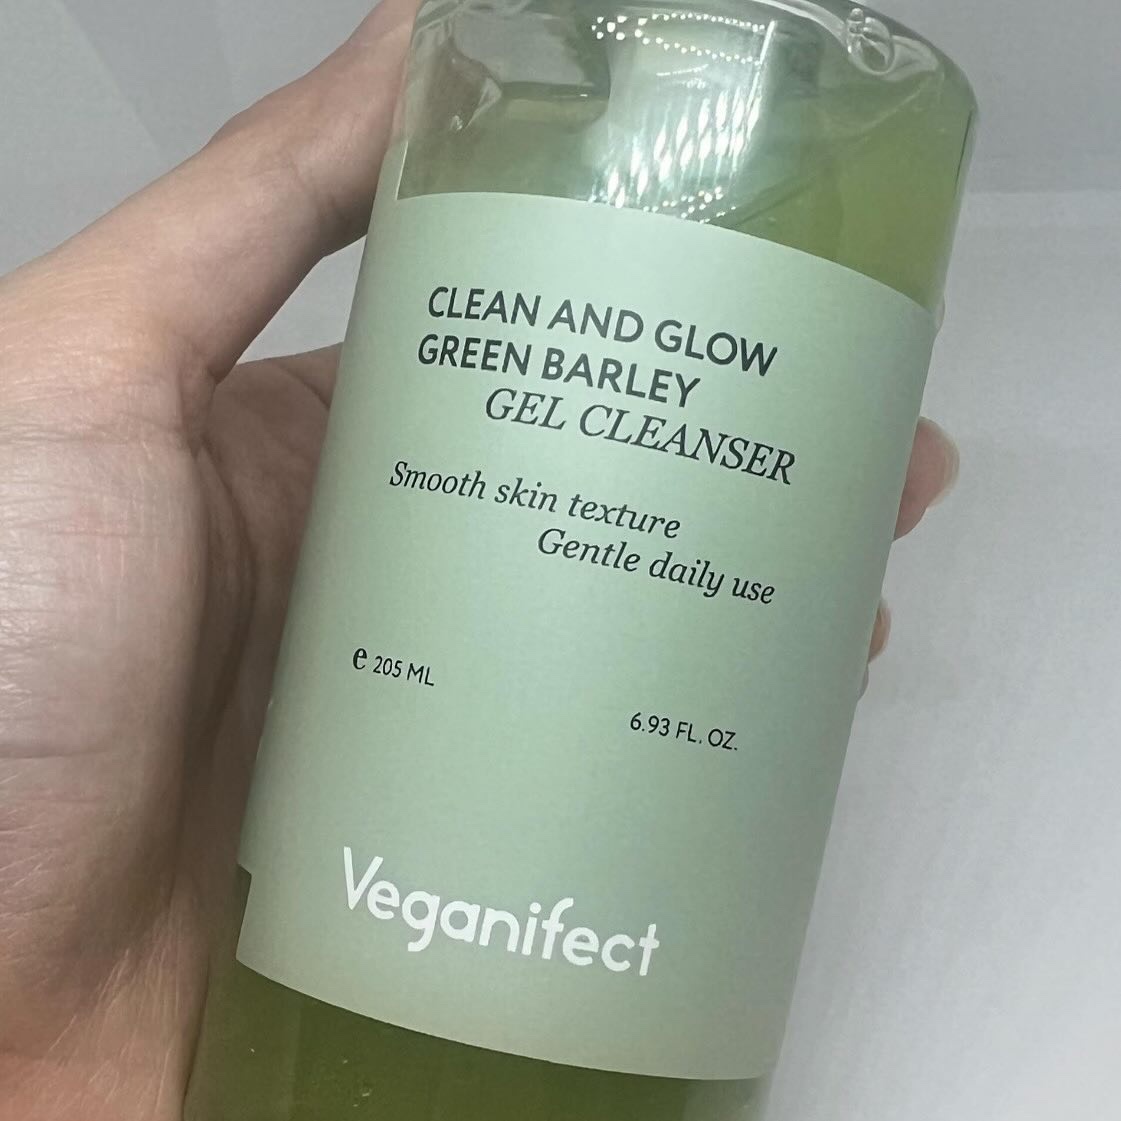 CLEAN AND GLOW
GREEN BARLEY
GEL CLEANSER
Smooth skin texture
Gentle daily use
℮ 205 ML
6.93 FL. OZ.
Veganifect